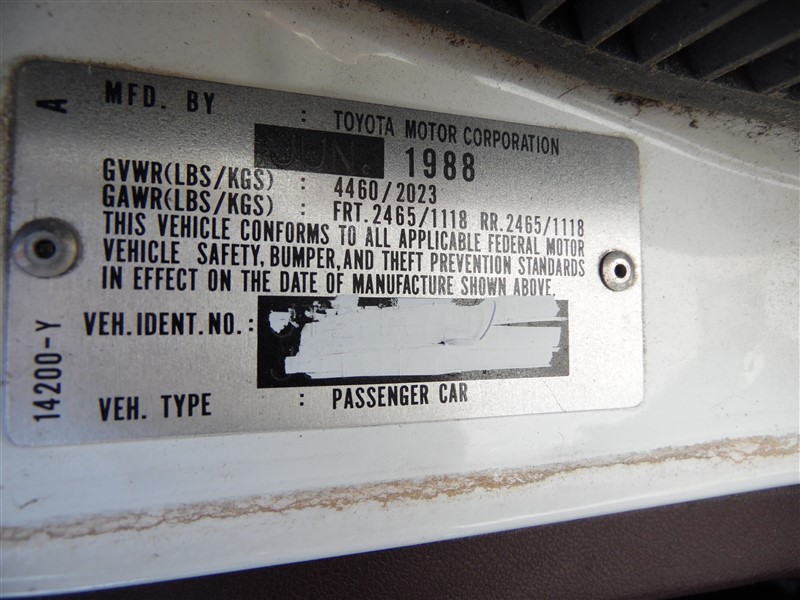 A
MFD. BY : TOYOTA MOTOR CORPORATION
JUN. 1988
GVWR(LBS/KGS) : 4460/2023
GAWR(LBS/KGS) : FRT.2465/1118 RR.2465/1118
THIS VEHICLE CONFORMS TO ALL APPLICABLE FEDERAL MOTOR
VEHICLE SAFETY, BUMPER, AND THEFT PREVENTION STANDARDS
IN EFFECT ON THE DATE OF MANUFACTURE SHOWN ABOVE.
VEH.IDENT.NO. :
VEH. TYPE : PASSENGER CAR
14200-Y